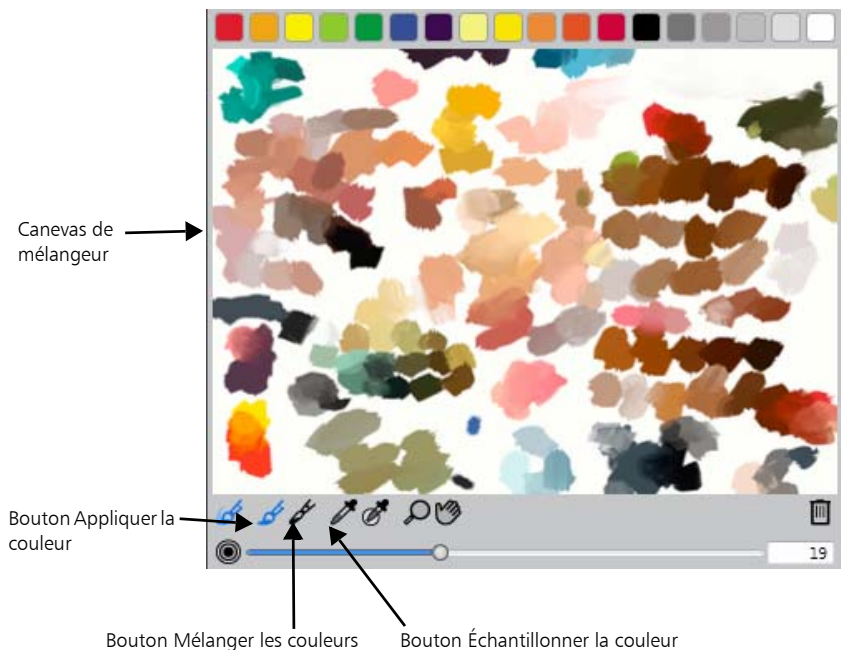 Canevas de
mélangeur
Bouton Appliquer la
couleur
19
Bouton Mélanger les couleurs
Bouton Échantillonner la couleur